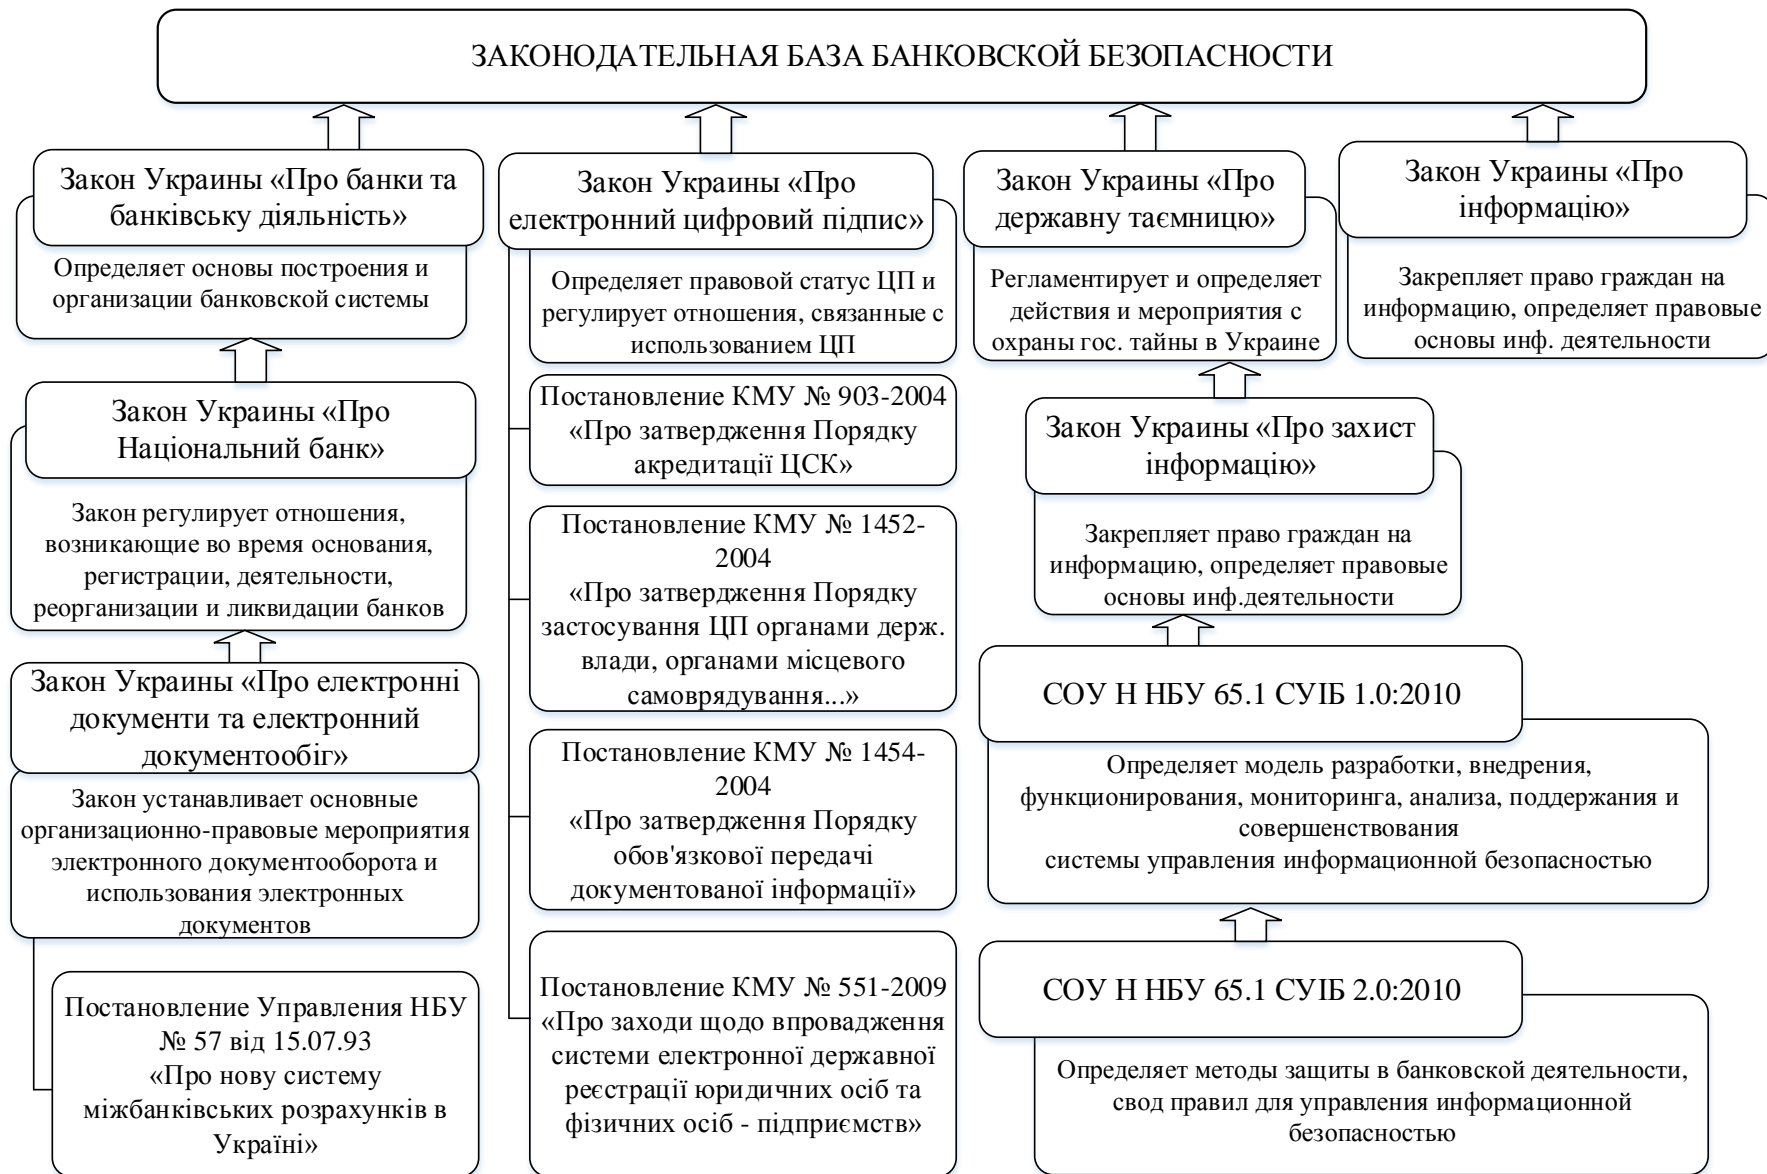 ЗАКОНОДАТЕЛЬНАЯ БАЗА БАНКОВСКОЙ БЕЗОПАСНОСТИ
Закон Украины «Про банки та
банківську діяльність»
Определяет основы построения и
организации банковской системы
Закон Украины «Про
Національний банк»
Закон регулирует отношения,
возникающие во время основания,
регистрации, деятельности,
реорганизации и ликвидации банков
Закон Украины «Про електронні
документи та електронний
документообіг»
Закон устанавливает основные
организационно-правовые мероприятия
электронного документооборота и
использования электронных
документов
Постановление Управления НБУ
№ 57 від 15.07.93
«Про нову систему
міжбанківських розрахунків в
Україні»
Закон Украины «Про
електронний цифровий підпис»
Определяет правовой статус ЦП и
регулирует отношения, связанные с
использованием ЦП
Постановление КМУ № 903-2004
«Про затвердження Порядку
акредитації ЦСК»
Постановление КМУ № 1452-
2004
«Про затвердження Порядку
застосування ЦП органами держ.
влади, органами місцевого
самоврядування...»
Постановление КМУ № 1454-
2004
«Про затвердження Порядку
обов'язкової передачі
документованої інформації»
Постановление КМУ № 551-2009
«Про заходи щодо впровадження
системи електронної державної
реєстрації юридичних осіб та
фізичних осіб - підприємств»
Закон Украины «Про
державну таємницю»
Регламентирует и определяет
действия и мероприятия с
охраны гос. тайны в Украине
Закон Украины «Про захист
інформацію»
Закрепляет право граждан на
информацию, определяет правовые
основы инф.деятельности
СОУ Н НБУ 65.1 СУІБ 1.0:2010
Определяет модель разработки, внедрения,
функционирования, мониторинга, анализа, поддержания и
совершенствования
системы управления информационной безопасностью
СОУ Н НБУ 65.1 СУІБ 2.0:2010
Определяет методы защиты в банковской деятельности,
свод правил для управления информационной
безопасностью
Закон Украины «Про
інформацію»
Закрепляет право граждан на
информацию, определяет правовые
основы инф. деятельности